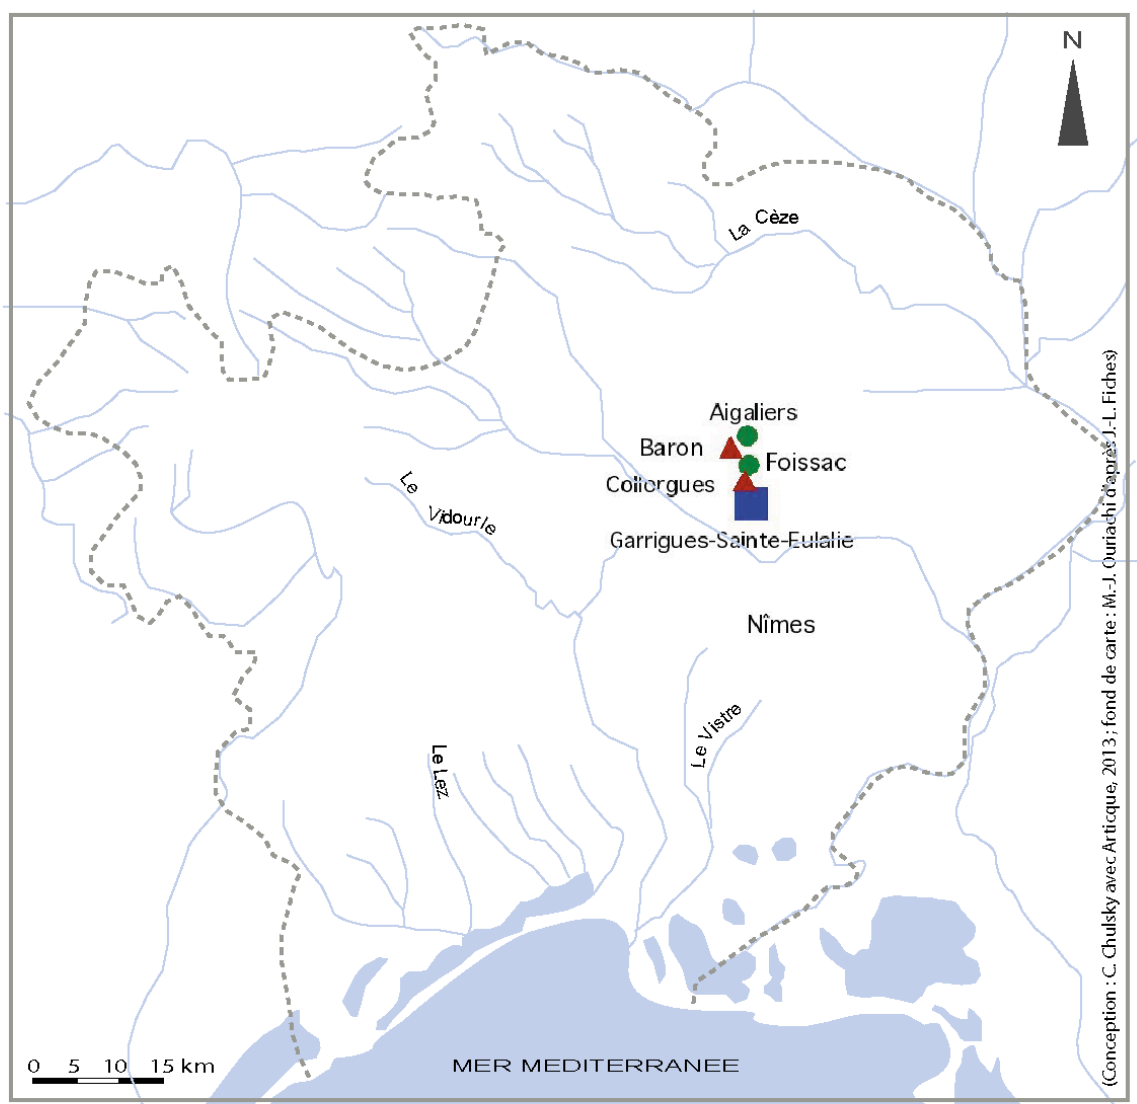 N
La Cèze
Aigaliers
Baron
Foissac
Collorgues
Le Vidourle
Garrigues-Sainte-Eulalie
Nîmes
Le Vistre
Le Lez
0 5 10 15 km
MER MEDITERRANEE
(Conception : C. Chulsky avec Articque, 2013 ; fond de carte : M.-J. Ouriachi d'après J.-L. Fiches)